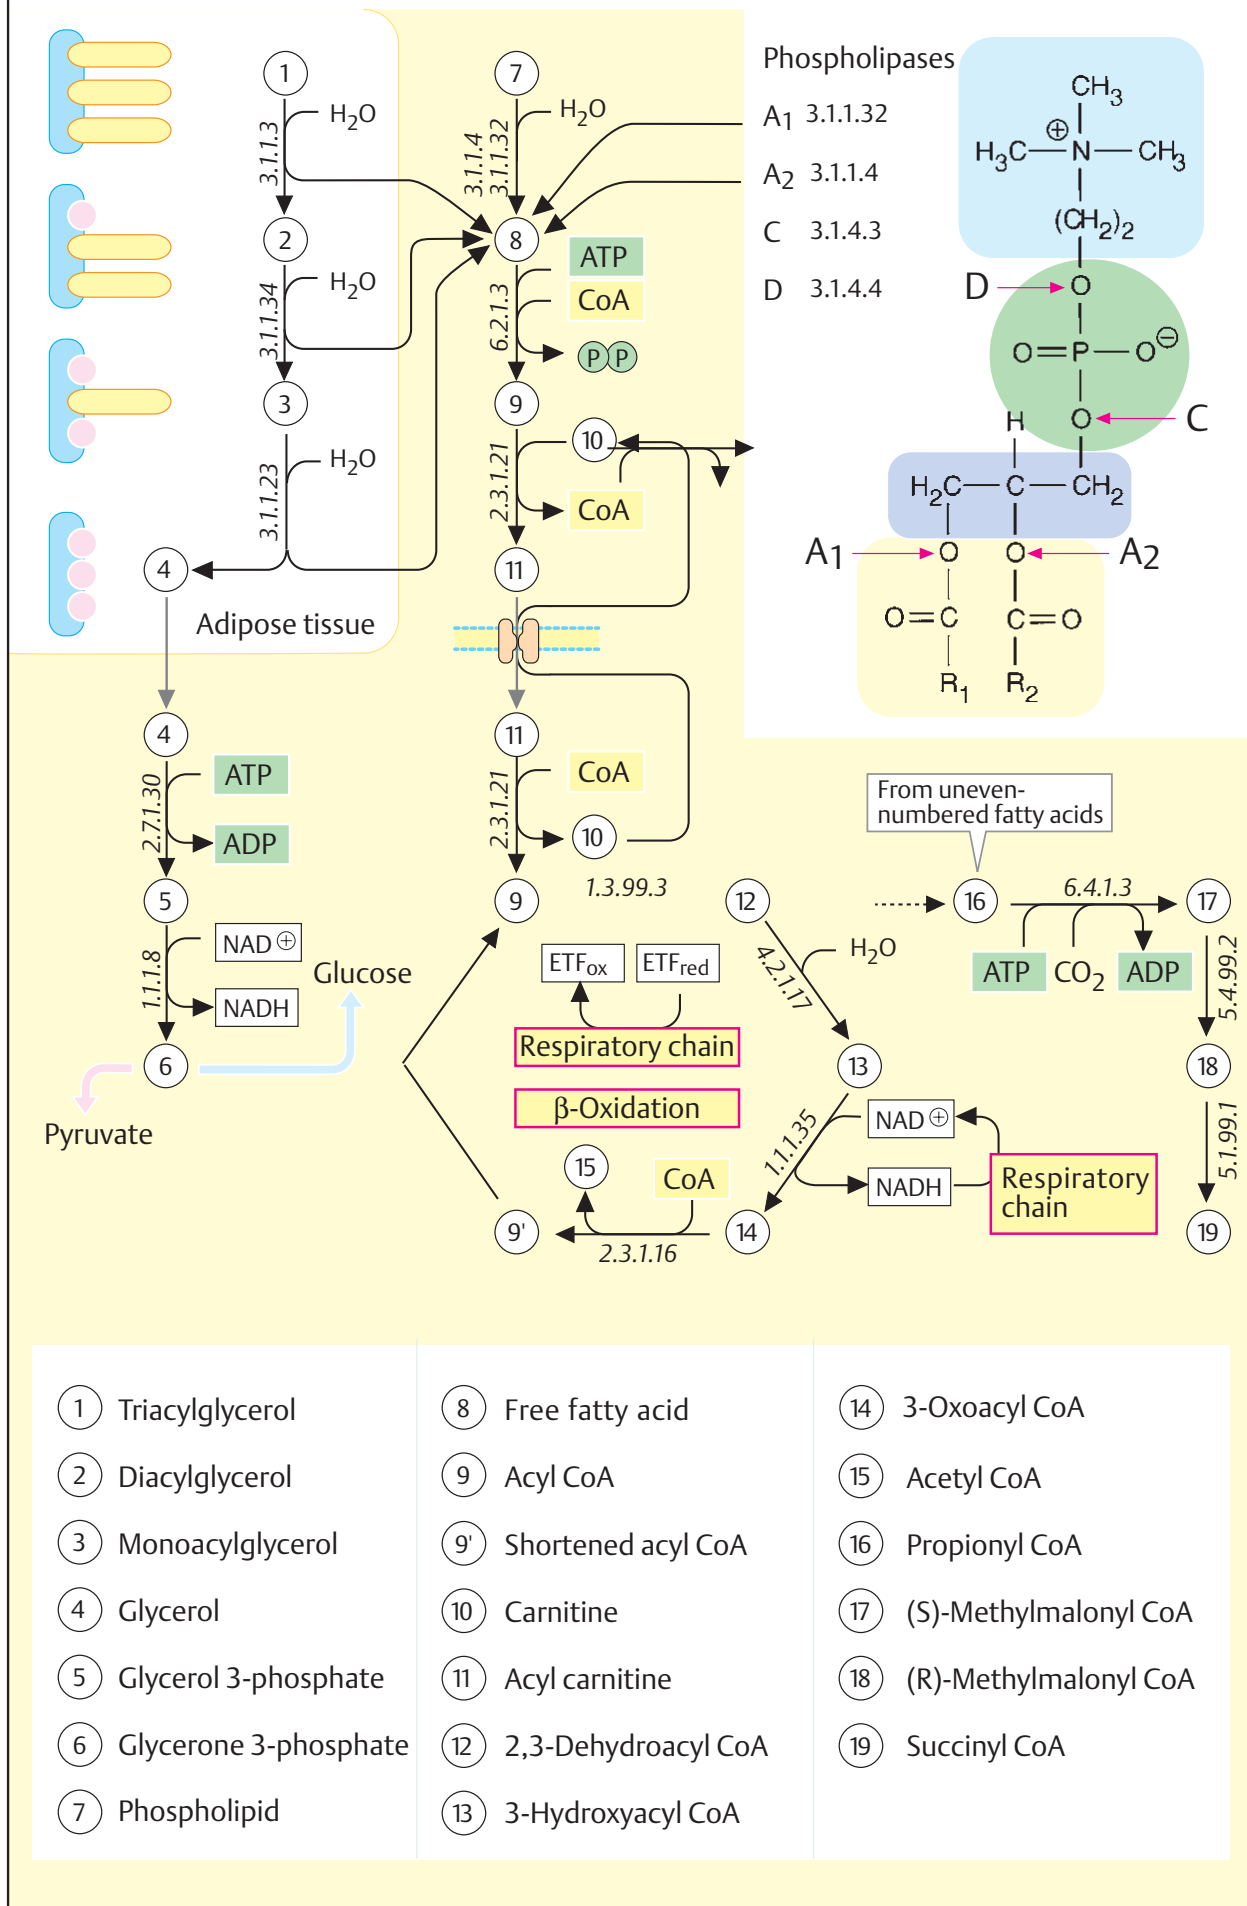 1
H2O
3.1.1.3
2
H2O
3.1.1.34
3
H2O
3.1.1.23
4
Adipose tissue
4
ATP
2.7.1.30
ADP
5
NAD⊕
1.1.1.8
NADH
Glucose
6
Pyruvate
7
H2O
3.1.1.4
3.1.1.32
8
ATP
CoA
6.2.1.3
P P
9
10
2.3.1.21
CoA
11
11
CoA
2.3.1.21
10
9
1.3.99.3
12
ETFox
ETFred
Respiratory chain
β-Oxidation
4.2.1.17
H2O
13
NAD⊕
1.1.1.35
NADH
Respiratory
chain
14
CoA
15
2.3.1.16
9'
From uneven-
numbered fatty acids
16
6.4.1.3
17
ATP
CO2
ADP
5.4.99.2
18
5.1.99.1
19
Phospholipases
A1 3.1.1.32
A2 3.1.1.4
C 3.1.4.3
D 3.1.4.4
CH3
H3C—N—CH3
⊕
(CH2)2
D
O
O=P—O⊖
O
C
H
H2C—C—CH2
A1
O
O
A2
O=C
C=O
R1
R2
1 Triacylglycerol
2 Diacylglycerol
3 Monoacylglycerol
4 Glycerol
5 Glycerol 3-phosphate
6 Glycerone 3-phosphate
7 Phospholipid
8 Free fatty acid
9 Acyl CoA
9' Shortened acyl CoA
10 Carnitine
11 Acyl carnitine
12 2,3-Dehydroacyl CoA
13 3-Hydroxyacyl CoA
14 3-Oxoacyl CoA
15 Acetyl CoA
16 Propionyl CoA
17 (S)-Methylmalonyl CoA
18 (R)-Methylmalonyl CoA
19 Succinyl CoA